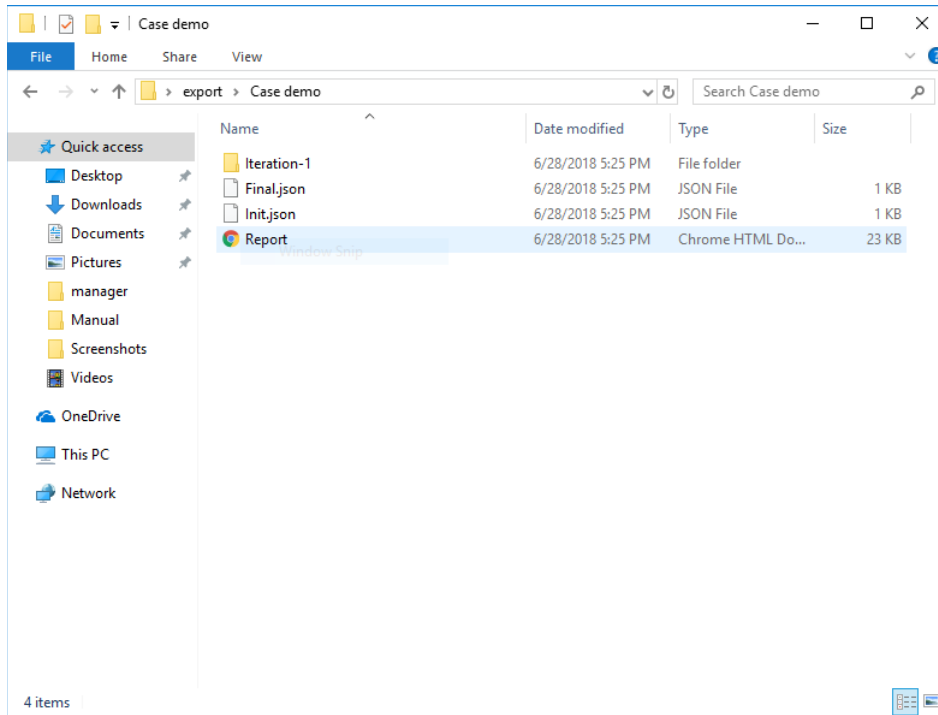 Case demo
File Home Share View
export Case demo Search Case demo
Name Date modified Type Size
Quick access
Desktop
Downloads
Documents
Pictures
manager
Manual
Screenshots
Videos
OneDrive
This PC
Network
Iteration-1 6/28/2018 5:25 PM File folder
Final.json 6/28/2018 5:25 PM JSON File 1 KB
Init.json 6/28/2018 5:25 PM JSON File 1 KB
Report 6/28/2018 5:25 PM Chrome HTML Do... 23 KB
Window Snip
4 items